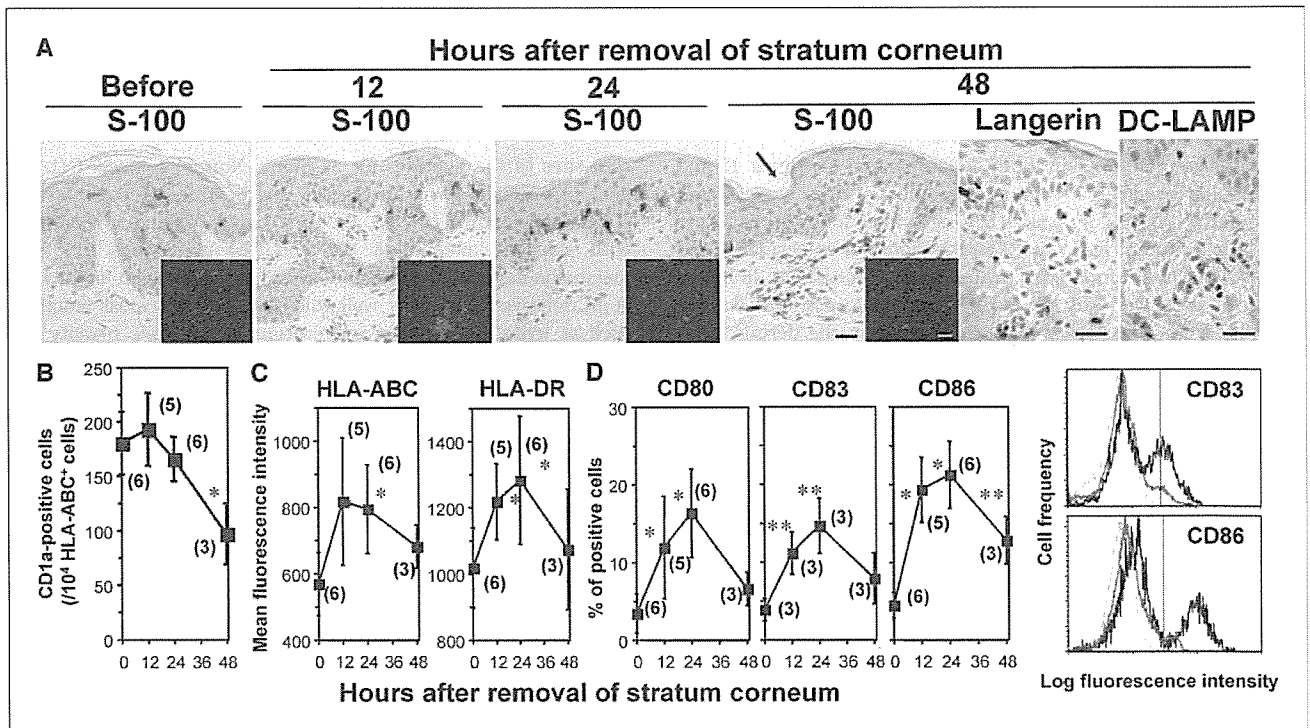 A
Hours after removal of stratum corneum
Before 12 24 48
S-100 S-100 S-100 S-100 Langerin DC-LAMP
B
CD1a-positive cells
(/10⁴ HLA-ABC⁺ cells)
250
200
150
100
50
0
(6)
(5)
(6)
*
(3)
0 12 24 36 48
C
Mean fluorescence intensity
HLA-ABC
1000
800
600
400
(6)
(5)
(6)
*
(3)
0 12 24 36 48
HLA-DR
1400
1200
1000
800
(6)
(5)
*
(6)
*
(3)
0 12 24 36 48
D
% of positive cells
CD80
30
20
10
0
(6)
*
(5)
*
(6)
(3)
0 12 24 36 48
CD83
(3)
**
(3)
**
(3)
(3)
0 12 24 36 48
CD86
(6)
*
(5)
*
(6)
**
(3)
0 12 24 36 48
Hours after removal of stratum corneum
Cell frequency
CD83
CD86
Log fluorescence intensity